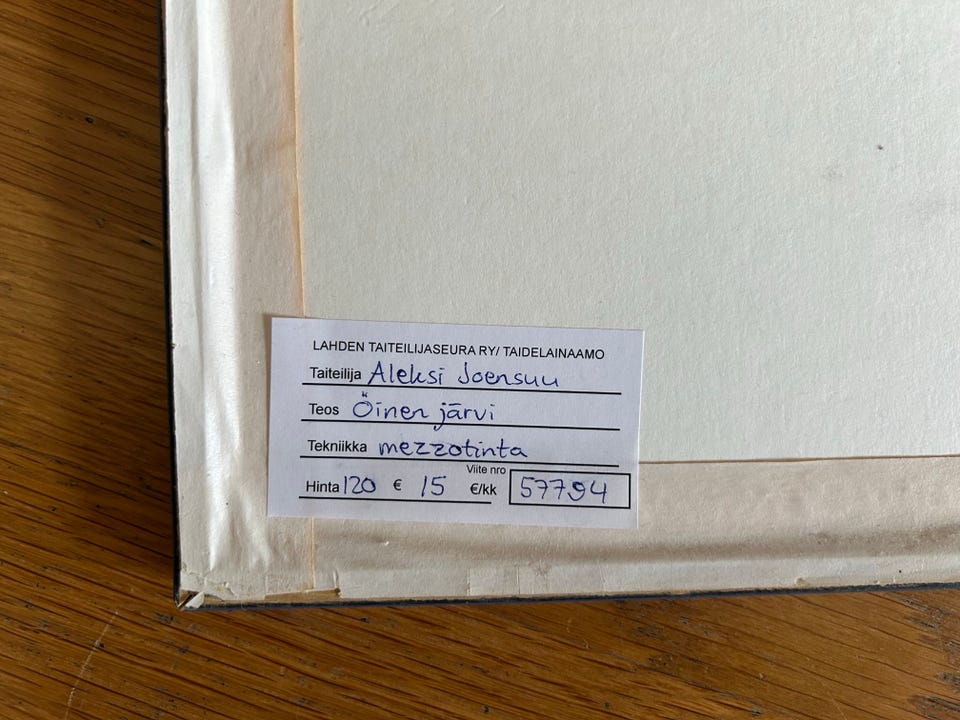 LAHDEN TAITEILIJASEURA RY/ TAIDELAINAAMO
Taiteilija Aleksi Joensuu
Teos Öinen järvi
Tekniikka mezzotinta
Viite nro
Hinta 120 € 15 €/kk 57794